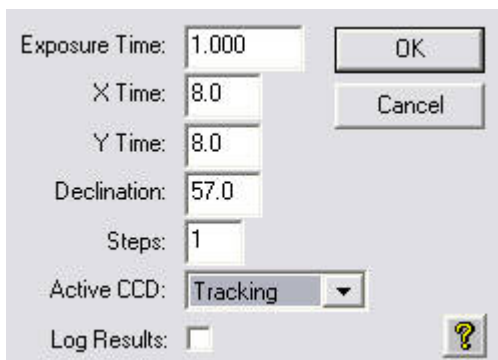 Exposure Time: 1.000 OK
X Time: 8.0 Cancel
Y Time: 8.0
Declination: 57.0
Steps: 1
Active CCD: Tracking
Log Results: ?